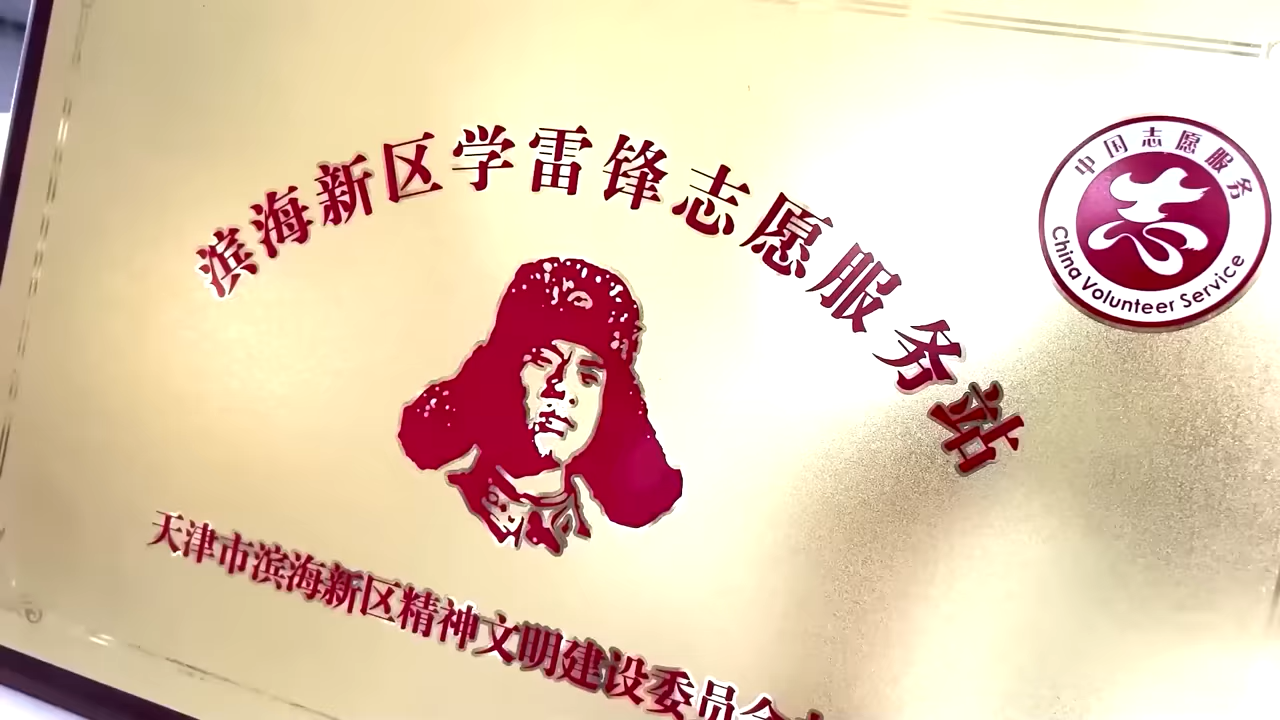 滨海新区学雷锋志愿服务站
中国志愿服务
China Volunteer Service
天津市滨海新区精神文明建设委员会